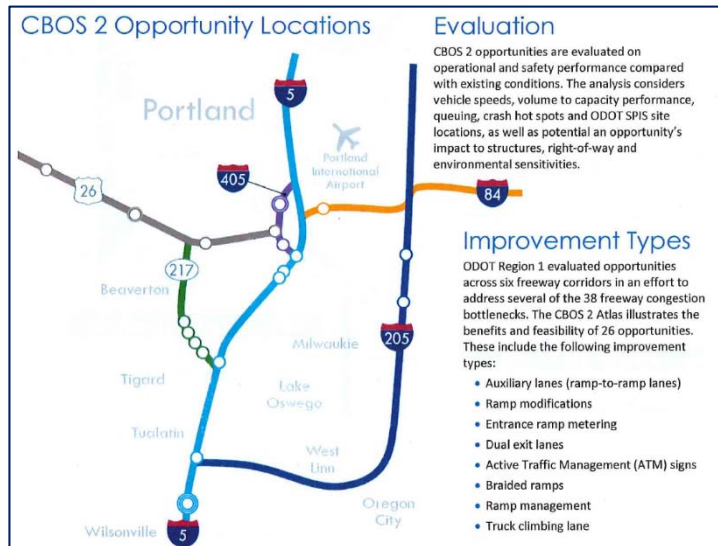 CBOS 2 Opportunity Locations
Portland
5
Portland
International
Airport
405
26
84
217
Beaverton
Milwaukie
205
Tigard
Lake
Oswego
Tualatin
West
Linn
Oregon
City
Wilsonville
5
Evaluation
CBOS 2 opportunities are evaluated on
operational and safety performance compared
with existing conditions. The analysis considers
vehicle speeds, volume to capacity performance,
queuing, crash hot spots and ODOT SPIS site
locations, as well as potential an opportunity's
impact to structures, right-of-way and
environmental sensitivities.
Improvement Types
ODOT Region 1 evaluated opportunities
across six freeway corridors in an effort to
address several of the 38 freeway congestion
bottlenecks. The CBOS 2 Atlas illustrates the
benefits and feasibility of 26 opportunities.
These include the following improvement
types:
• Auxiliary lanes (ramp-to-ramp lanes)
• Ramp modifications
• Entrance ramp metering
• Dual exit lanes
• Active Traffic Management (ATM) signs
• Braided ramps
• Ramp management
• Truck climbing lane